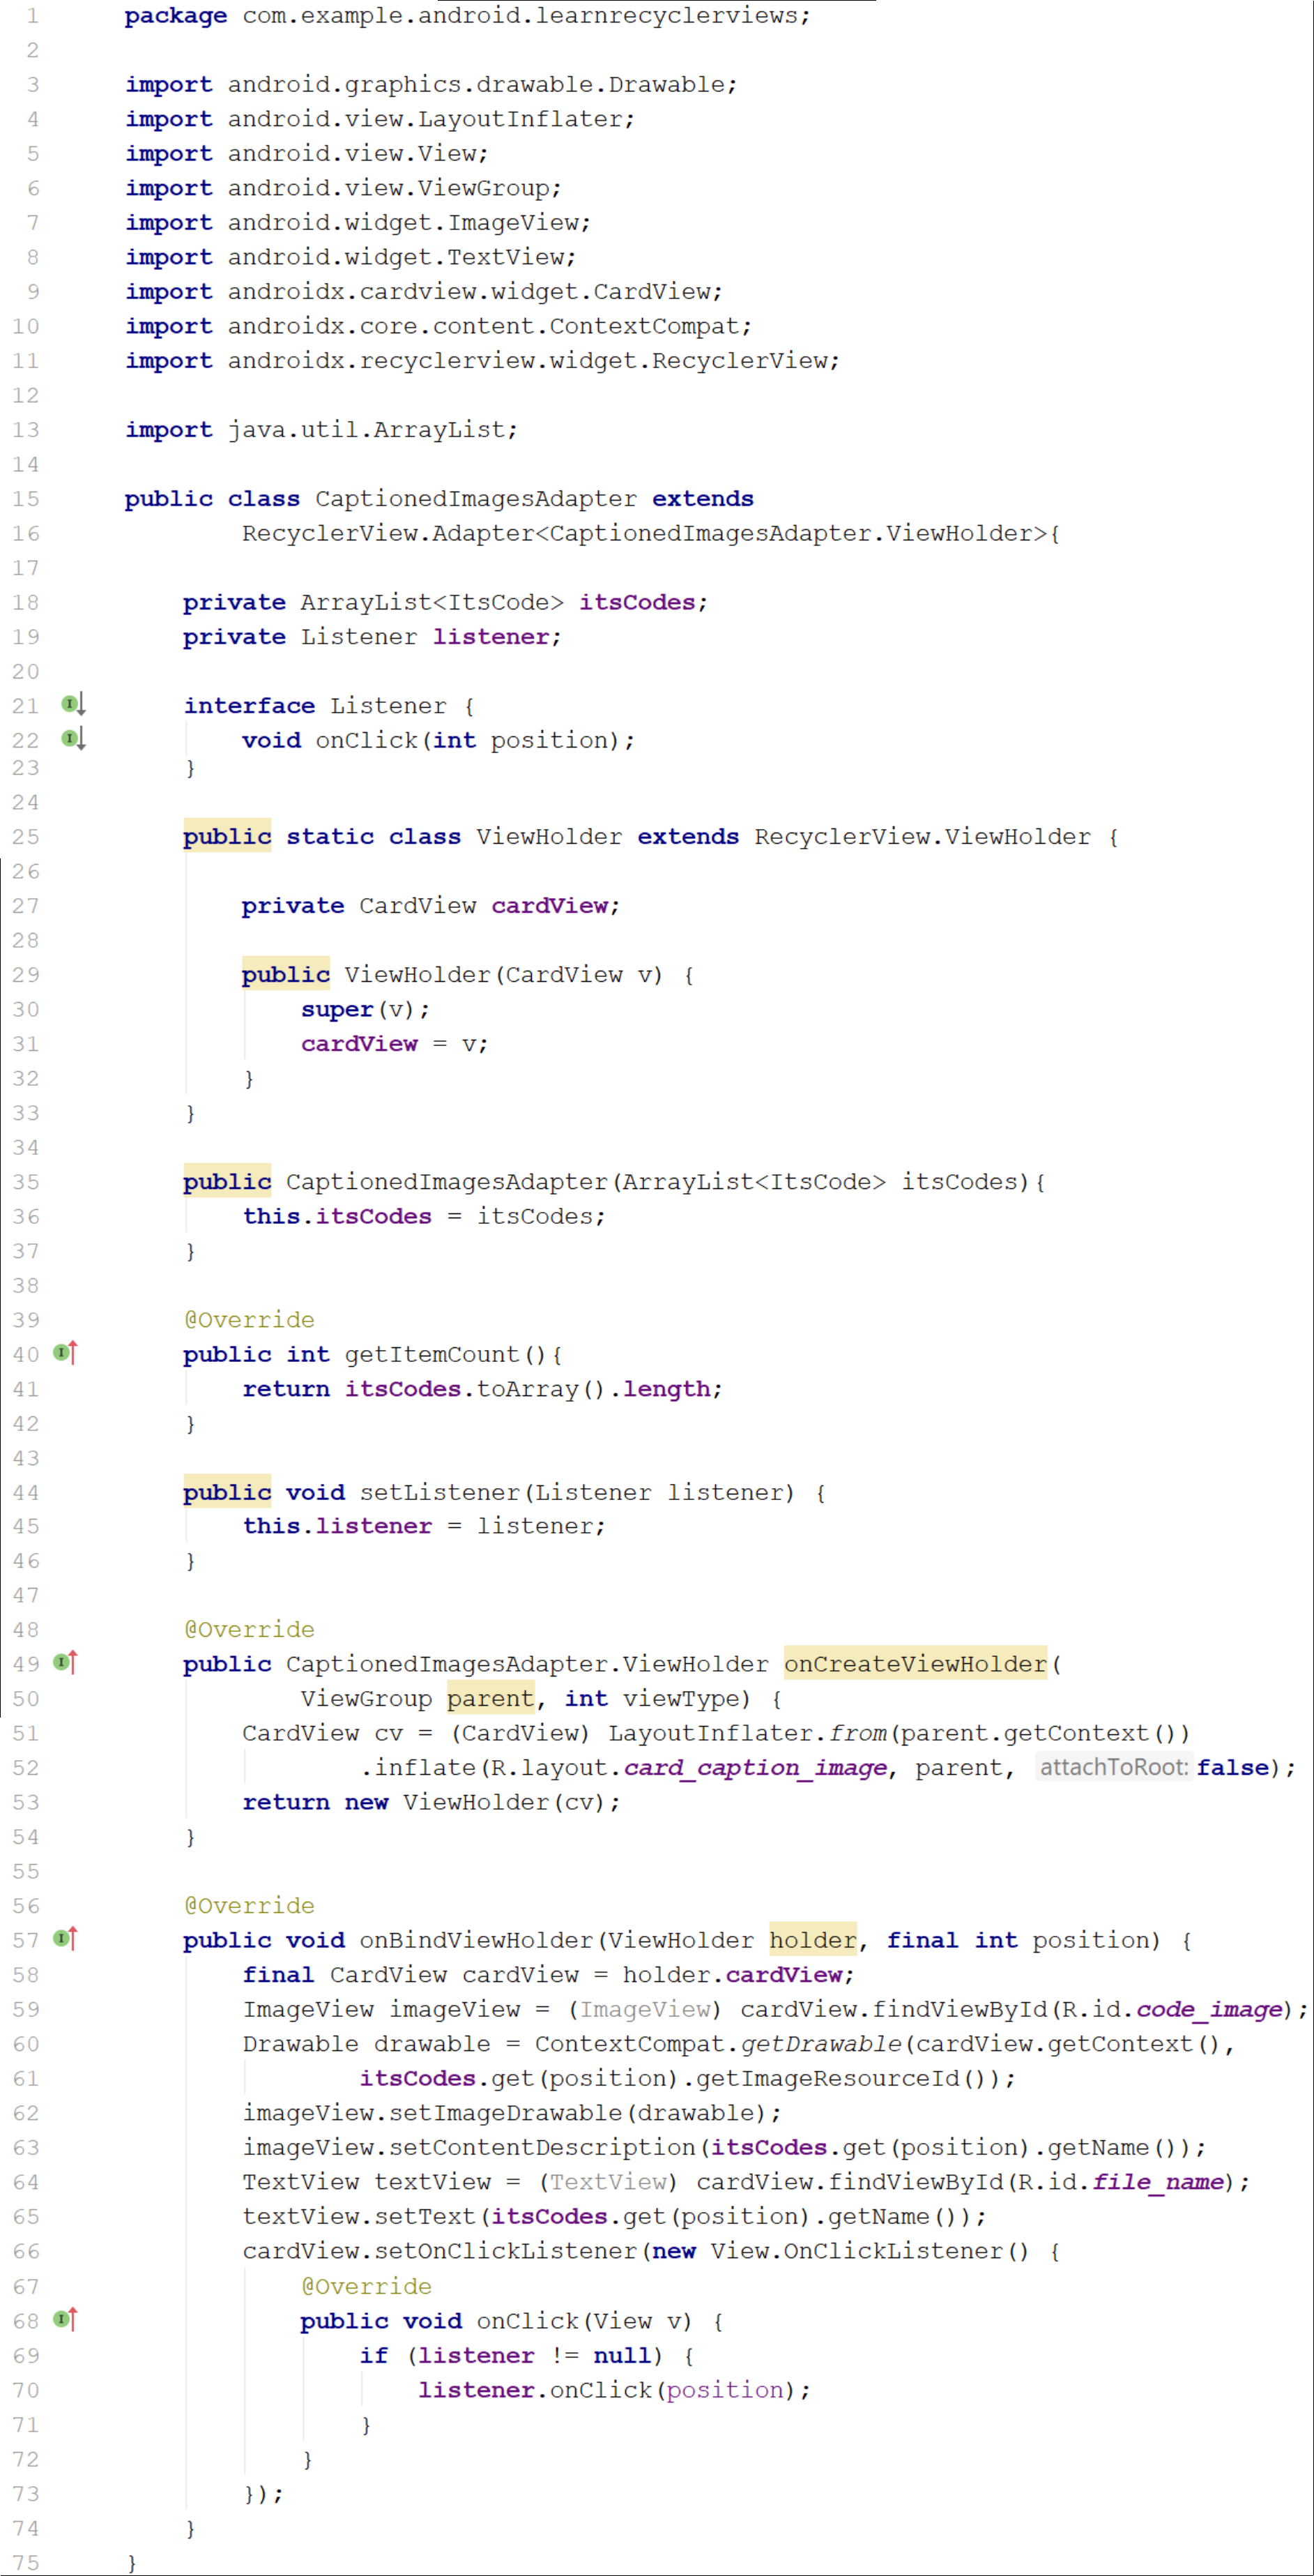 1 package com.example.android.learnrecyclerviews;
2
3 import android.graphics.drawable.Drawable;
4 import android.view.LayoutInflater;
5 import android.view.View;
6 import android.view.ViewGroup;
7 import android.widget.ImageView;
8 import android.widget.TextView;
9 import androidx.cardview.widget.CardView;
10 import androidx.core.content.ContextCompat;
11 import androidx.recyclerview.widget.RecyclerView;
12
13 import java.util.ArrayList;
14
15 public class CaptionedImagesAdapter extends
16         RecyclerView.Adapter<CaptionedImagesAdapter.ViewHolder>{
17
18     private ArrayList<ItsCode> itsCodes;
19     private Listener listener;
20
21     interface Listener {
22         void onClick(int position);
23     }
24
25     public static class ViewHolder extends RecyclerView.ViewHolder {
26
27         private CardView cardView;
28
29         public ViewHolder(CardView v) {
30             super(v);
31             cardView = v;
32         }
33     }
34
35     public CaptionedImagesAdapter(ArrayList<ItsCode> itsCodes){
36         this.itsCodes = itsCodes;
37     }
38
39     @Override
40     public int getItemCount(){
41         return itsCodes.toArray().length;
42     }
43
44     public void setListener(Listener listener) {
45         this.listener = listener;
46     }
47
48     @Override
49     public CaptionedImagesAdapter.ViewHolder onCreateViewHolder(
50             ViewGroup parent, int viewType) {
51         CardView cv = (CardView) LayoutInflater.from(parent.getContext())
52                 .inflate(R.layout.card_caption_image, parent, attachToRoot: false);
53         return new ViewHolder(cv);
54     }
55
56     @Override
57     public void onBindViewHolder(ViewHolder holder, final int position) {
58         final CardView cardView = holder.cardView;
59         ImageView imageView = (ImageView) cardView.findViewById(R.id.code_image);
60         Drawable drawable = ContextCompat.getDrawable(cardView.getContext(),
61                 itsCodes.get(position).getImageResourceId());
62         imageView.setImageDrawable(drawable);
63         imageView.setContentDescription(itsCodes.get(position).getName());
64         TextView textView = (TextView) cardView.findViewById(R.id.file_name);
65         textView.setText(itsCodes.get(position).getName());
66         cardView.setOnClickListener(new View.OnClickListener() {
67             @Override
68             public void onClick(View v) {
69                 if (listener != null) {
70                     listener.onClick(position);
71                 }
72             }
73         });
74     }
75 }